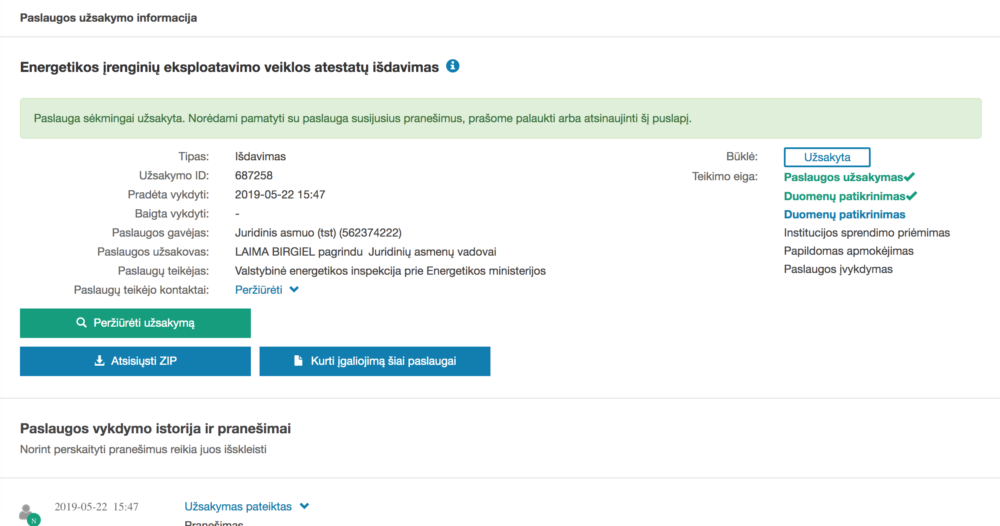 Paslaugos užsakymo informacija
Energetikos įrenginių eksploatavimo veiklos atestatų išdavimas
Paslauga sėkmingai užsakyta. Norėdami pamatyti su paslauga susijusius pranešimus, prašome palaukti arba atsinaujinti šį puslapį.
Tipas: Išdavimas
Užsakymo ID: 687258
Pradėta vykdyti: 2019-05-22 15:47
Baigta vykdyti: -
Paslaugos gavėjas: Juridinis asmuo (tst) (562374222)
Paslaugos užsakovas: LAIMA BIRGIEL pagrindu Juridinių asmenų vadovai
Paslaugų teikėjas: Valstybinė energetikos inspekcija prie Energetikos ministerijos
Paslaugų teikėjo kontaktai: Peržiūrėti
Būklė: Užsakyta
Teikimo eiga: Paslaugos užsakymas
Duomenų patikrinimas
Duomenų patikrinimas
Institucijos sprendimo priėmimas
Papildomas apmokėjimas
Paslaugos įvykdymas
Peržiūrėti užsakymą
Atsisiųsti ZIP
Kurti įgaliojimą šiai paslaugai
Paslaugos vykdymo istorija ir pranešimai
Norint perskaityti pranešimus reikia juos išskleisti
2019-05-22 15:47 Užsakymas pateiktas
N
Pranešimas